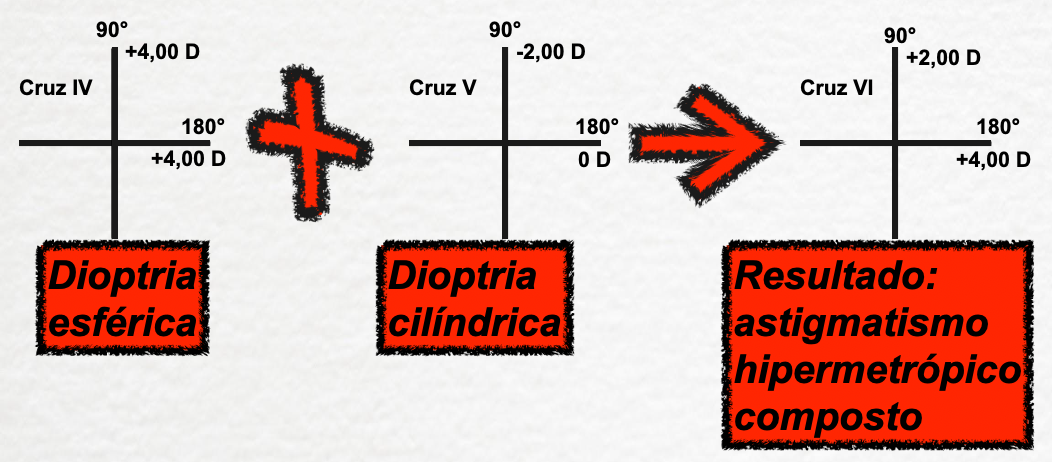 90°
+4,00 D
Cruz IV
180°
+4,00 D
Dioptria
esférica
90°
-2,00 D
Cruz V
180°
0 D
Dioptria
cilíndrica
90°
+2,00 D
Cruz VI
180°
+4,00 D
Resultado:
astigmatismo
hipermetrópico
composto